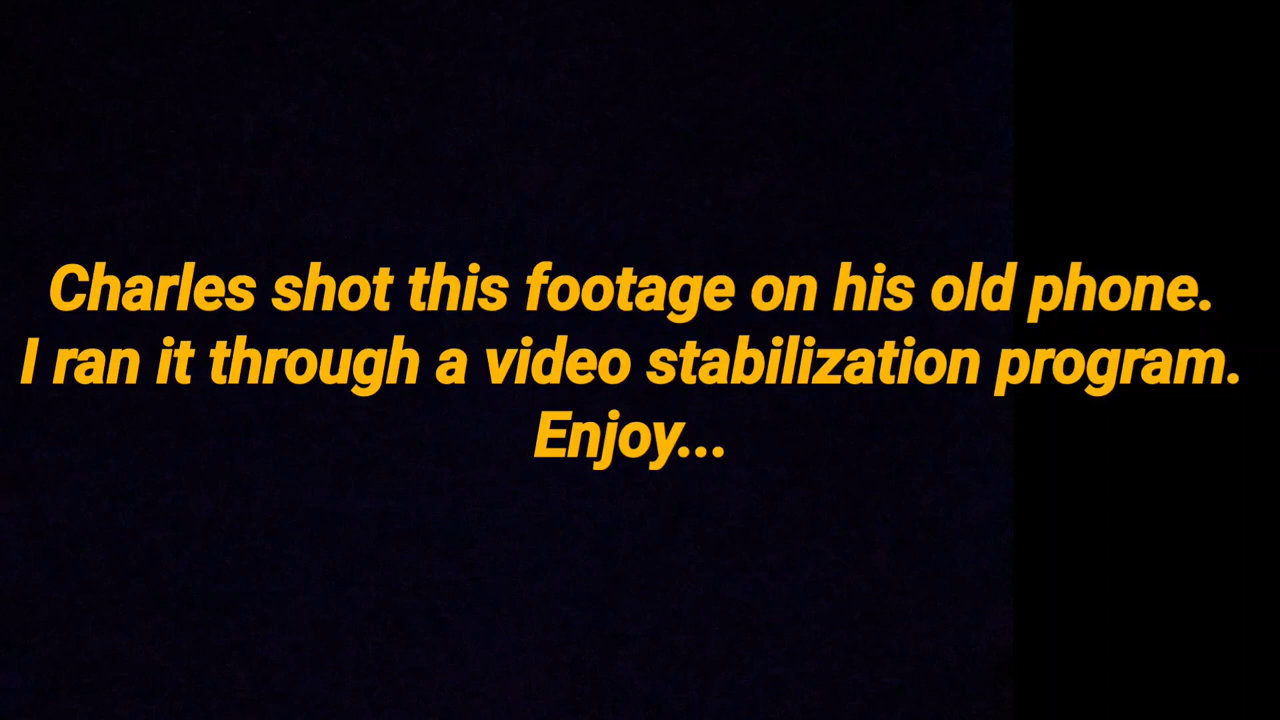 Charles shot this footage on his old phone.
I ran it through a video stabilization program.
Enjoy...